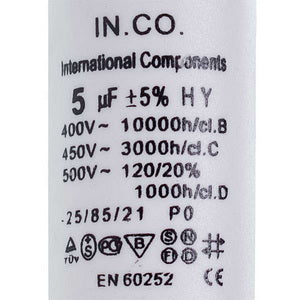 IN.CO.
International Components
5 µF ±5% HY
400V~ 10000h/cl.B
450V~ 3000h/cl.C
500V~ 120/20%
1000h/cl.D
25/85/21 P0
EN 60252 CE